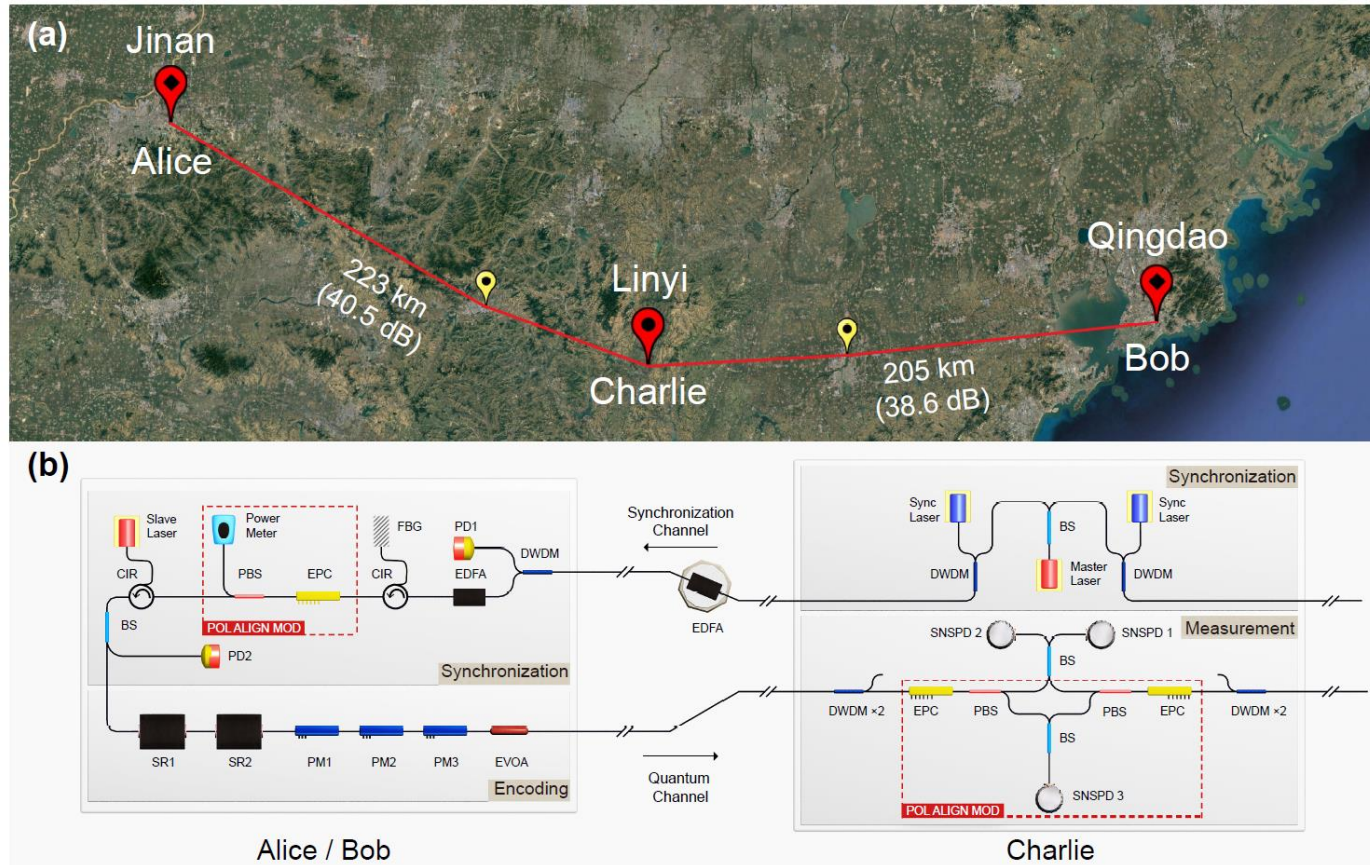 (a)
Jinan
Alice
223 km
(40.5 dB)
Linyi
Charlie
205 km
(38.6 dB)
Qingdao
Bob
(b)
Slave
Laser
Power
Meter
FBG
PD1
DWDM
CIR
PBS
EPC
CIR
EDFA
BS
POL ALIGN MOD
PD2
Synchronization
SR1
SR2
PM1
PM2
PM3
EVOA
Encoding
Alice / Bob
Synchronization
Channel
EDFA
Quantum
Channel
Synchronization
Sync
Laser
Sync
Laser
BS
DWDM
Master
Laser
DWDM
SNSPD 2
SNSPD 1
Measurement
BS
DWDM ×2
EPC
PBS
PBS
EPC
DWDM ×2
BS
SNSPD 3
POL ALIGN MOD
Charlie